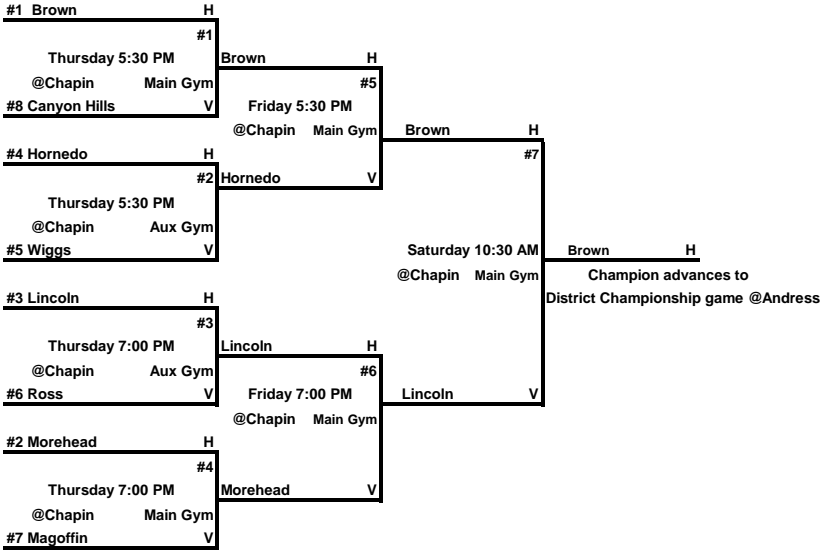 #1 Brown H
#1
Thursday 5:30 PM
Brown H
@Chapin Main Gym
#5
#8 Canyon Hills V
Friday 5:30 PM
@Chapin Main Gym
Brown H
#4 Hornedo H
#7
#2
Hornedo V
Thursday 5:30 PM
@Chapin Aux Gym
#5 Wiggs V
Saturday 10:30 AM
Brown H
@Chapin Main Gym
Champion advances to
District Championship game @Andress
#3 Lincoln H
#3
Thursday 7:00 PM
Lincoln H
@Chapin Aux Gym
#6
#6 Ross V
Friday 7:00 PM
Lincoln V
@Chapin Main Gym
#2 Morehead H
#4
Thursday 7:00 PM
Morehead V
@Chapin Main Gym
#7 Magoffin V